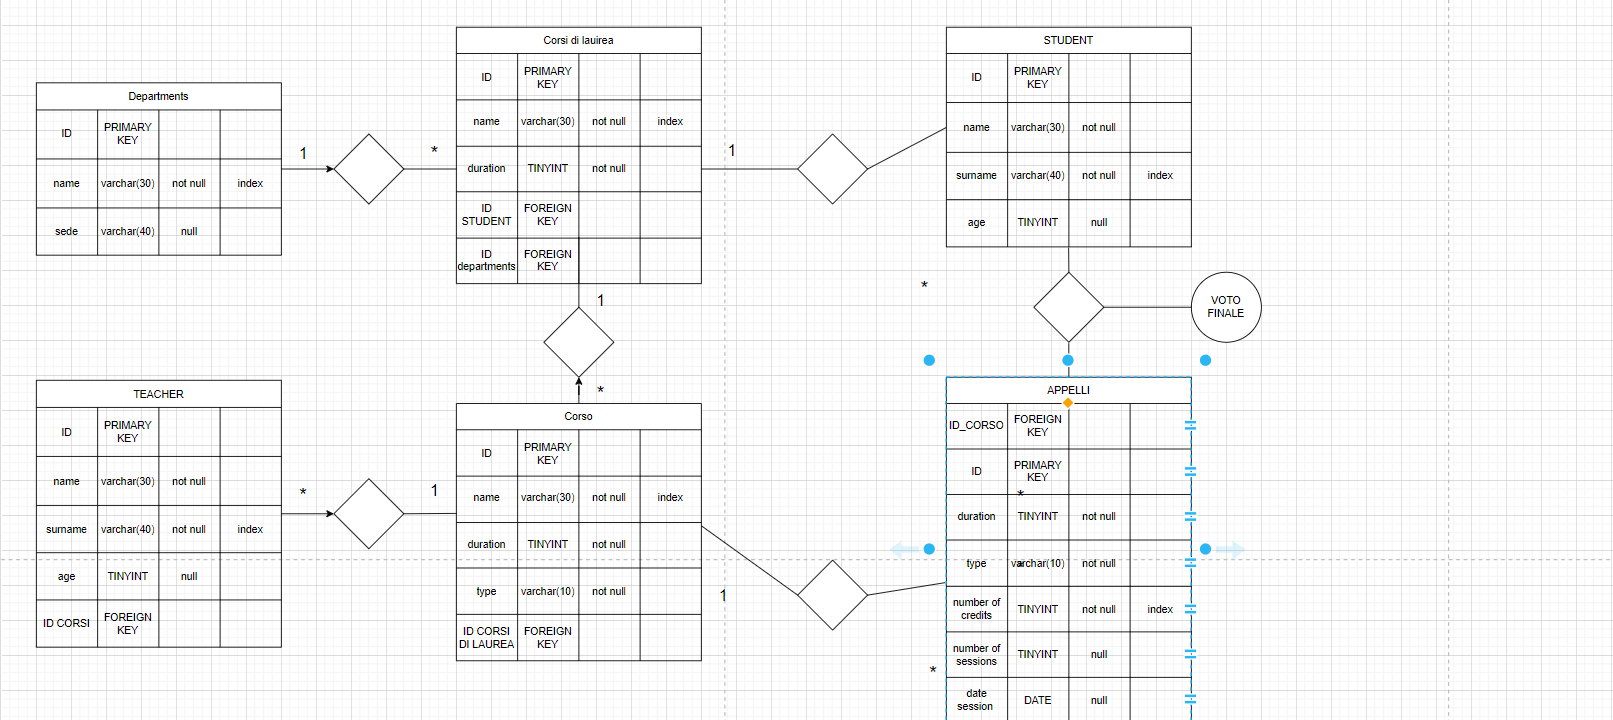 Departments
ID PRIMARY KEY
name varchar(30) not null index
sede varchar(40) null
1
*
Corsi di lauirea
ID PRIMARY KEY
name varchar(30) not null index
duration TINYINT not null
ID STUDENT FOREIGN KEY
ID departments FOREIGN KEY
1
STUDENT
ID PRIMARY KEY
name varchar(30) not null
surname varchar(40) not null index
age TINYINT null
*
VOTO
FINALE
1
*
TEACHER
ID PRIMARY KEY
name varchar(30) not null
surname varchar(40) not null index
age TINYINT null
ID CORSI FOREIGN KEY
*
1
Corso
ID PRIMARY KEY
name varchar(30) not null index
duration TINYINT not null
type varchar(10) not null
ID CORSI DI LAUREA FOREIGN KEY
1
*
APPELLI
ID_CORSO FOREIGN KEY
ID PRIMARY KEY
*
duration TINYINT not null
type varchar(10) not null
*
number of credits TINYINT not null index
number of sessions TINYINT null
date session DATE null